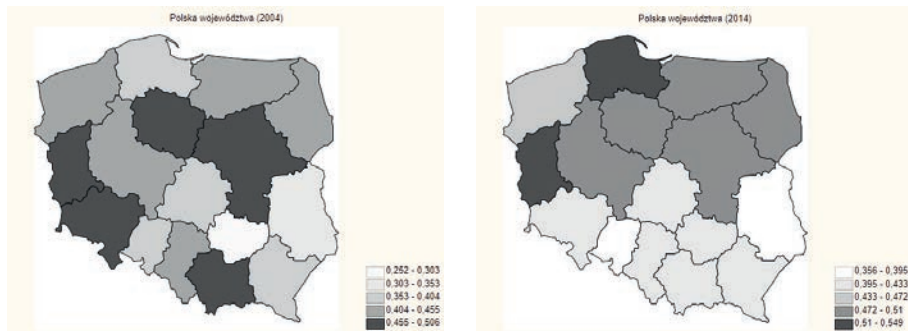 Polska województwa (2004)
0,252 - 0,303
0,303 - 0,353
0,353 - 0,404
0,404 - 0,455
0,455 - 0,506
Polska województwa (2014)
0,356 - 0,395
0,395 - 0,433
0,433 - 0,472
0,472 - 0,51
0,51 - 0,549